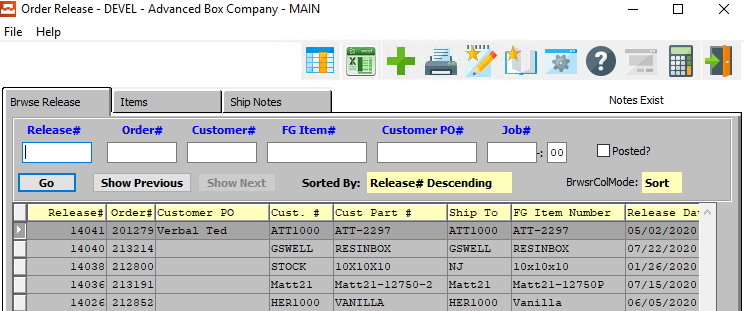 Order Release - DEVEL - Advanced Box Company - MAIN
File Help
Brwse Release Items Ship Notes Notes Exist
Release# Order# Customer# FG Item# Customer PO# Job#
-: 00 Posted?
Go Show Previous Show Next Sorted By: Release# Descending BrwsrColMode: Sort
Release# Order# Customer PO Cust. # Cust Part # Ship To FG Item Number Release Dat
14041 201279 Verbal Ted ATT1000 ATT-2297 ATT1000 ATT-2297 05/02/2020
14040 213214 GSWELL RESINBOX GSWELL RESINBOX 07/22/2020
14038 212800 STOCK 10X10X10 NJ 10x10x10 01/26/2020
14036 213191 Matt21 Matt21-12750-2 Matt21 Matt21-12750P 07/15/2020
14026 212852 HER1000 VANILLA HER1000 Vanilla 06/05/2020